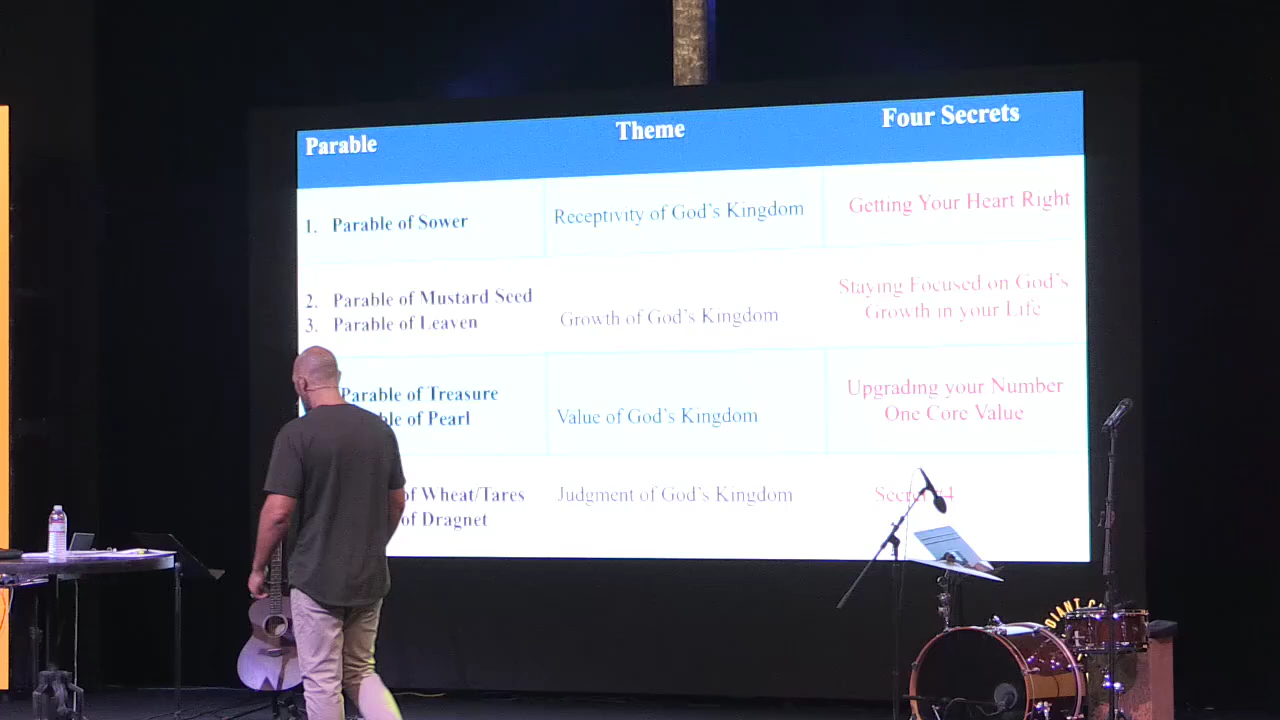 Parable
Theme
Four Secrets
1. Parable of Sower
Receptivity of God's Kingdom
Getting Your Heart Right
2. Parable of Mustard Seed
3. Parable of Leaven
Growth of God's Kingdom
Staying Focused on God's
Growth in your Life
Parable of Treasure
of Pearl
Value of God's Kingdom
Upgrading your Number
One Core Value
of Wheat/Tares
of Dragnet
Judgment of God's Kingdom